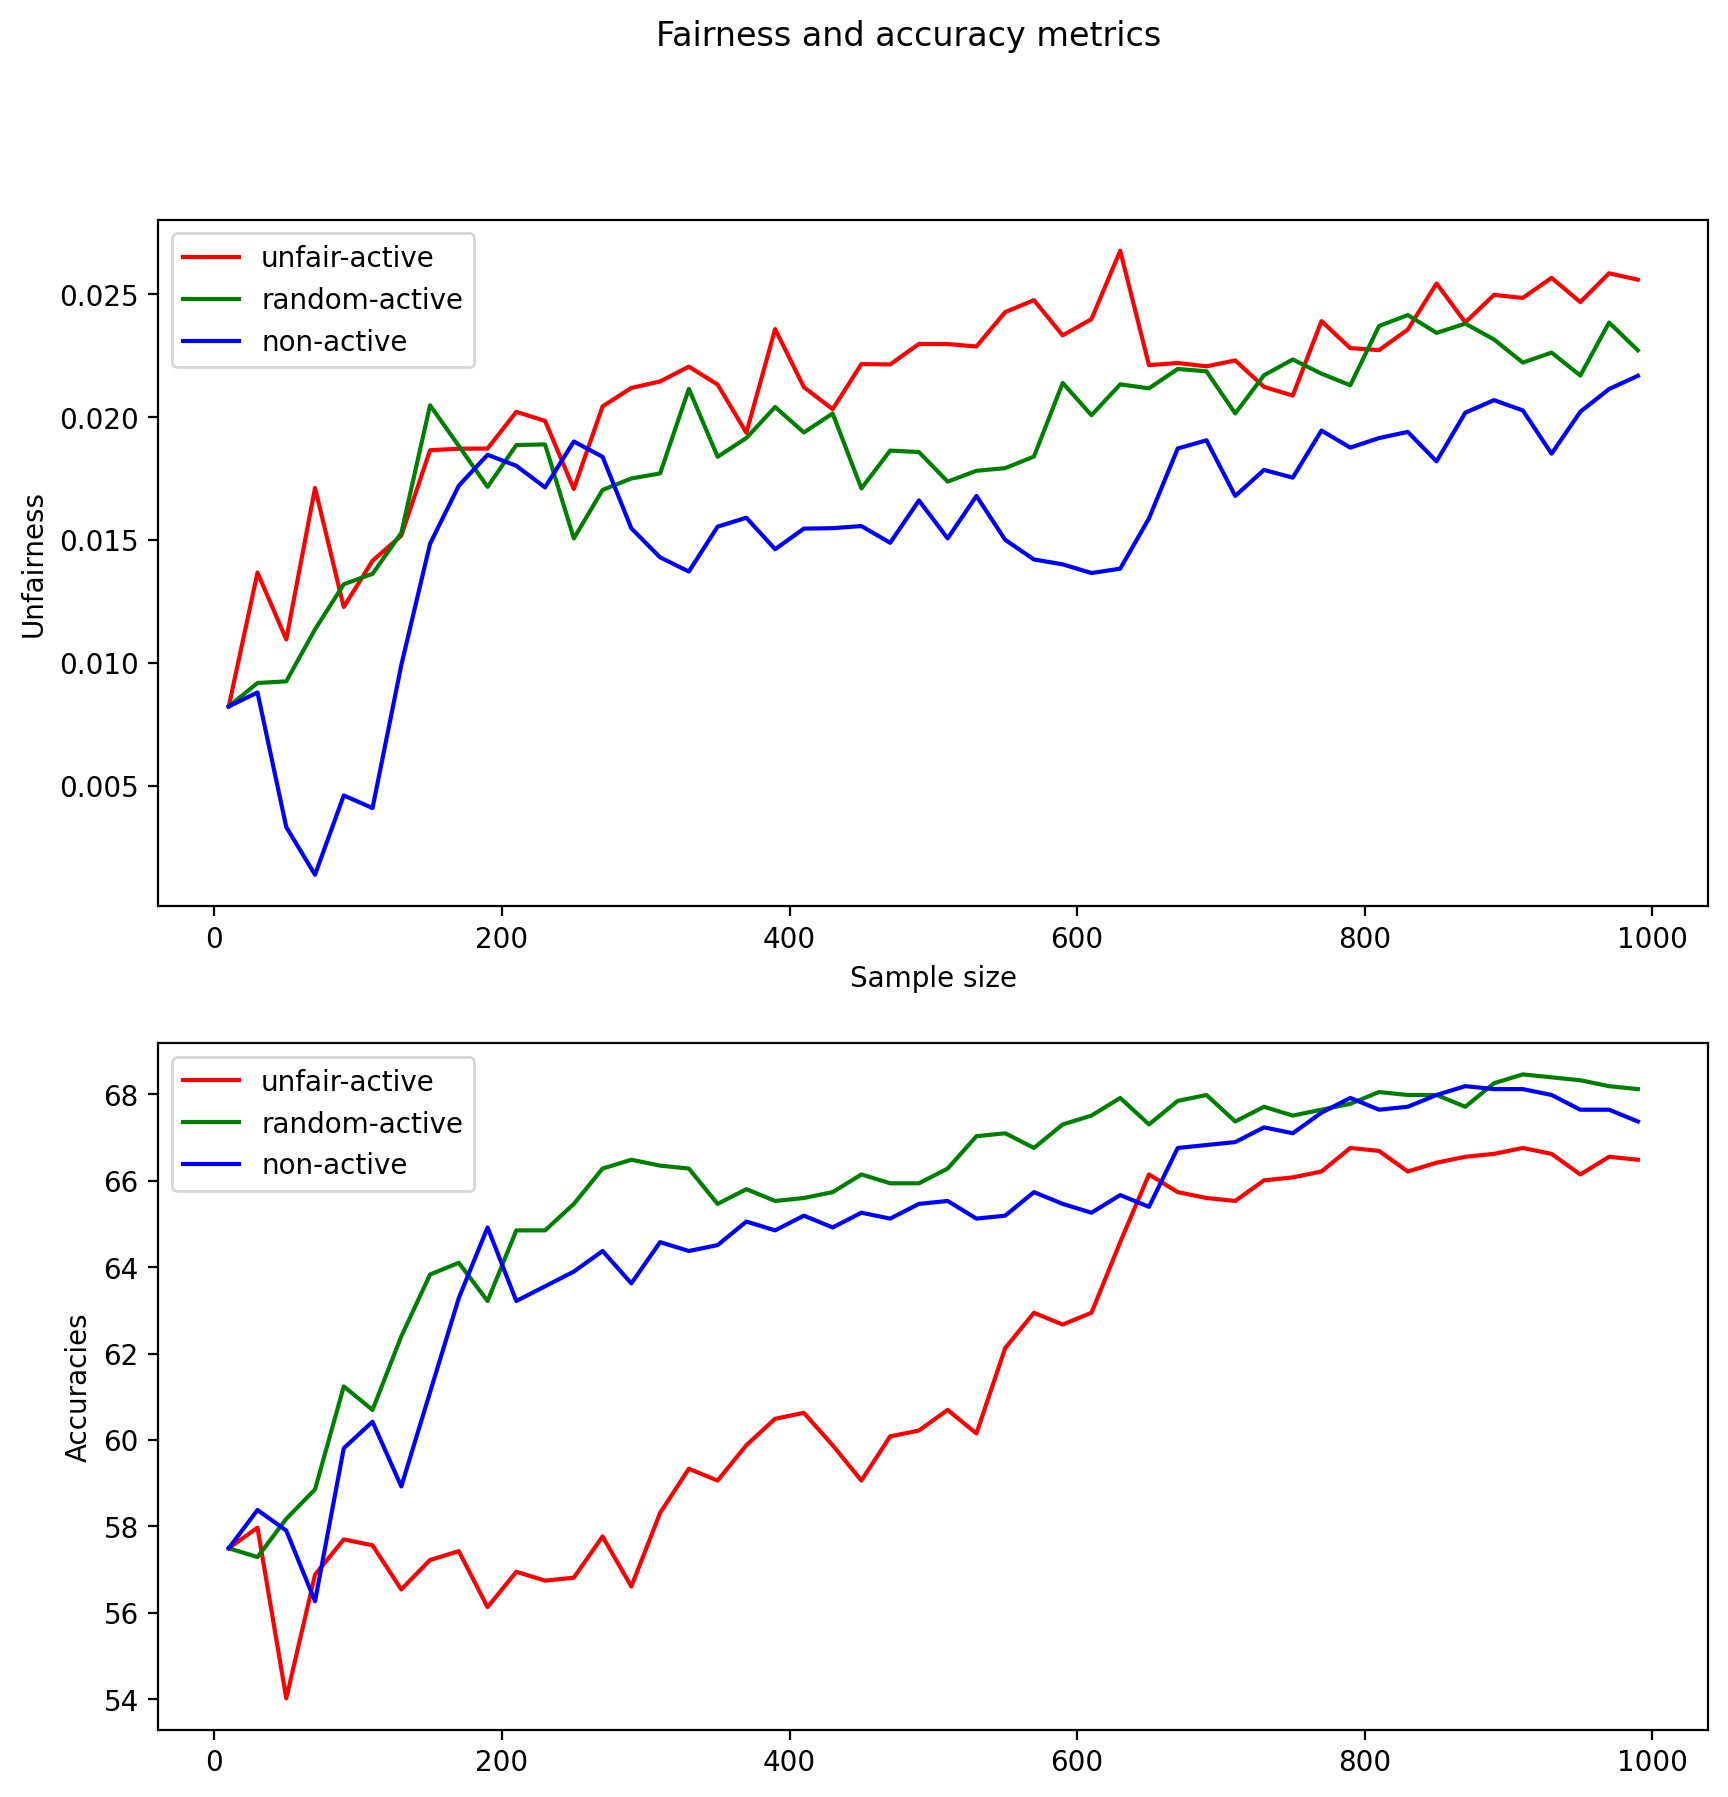 Fairness and accuracy metrics
unfair-active
random-active
non-active
0.025
0.020
0.015
0.010
0.005
Unfairness
0 200 400 600 800 1000
Sample size
unfair-active
random-active
non-active
68
66
64
62
60
58
56
54
Accuracies
0 200 400 600 800 1000